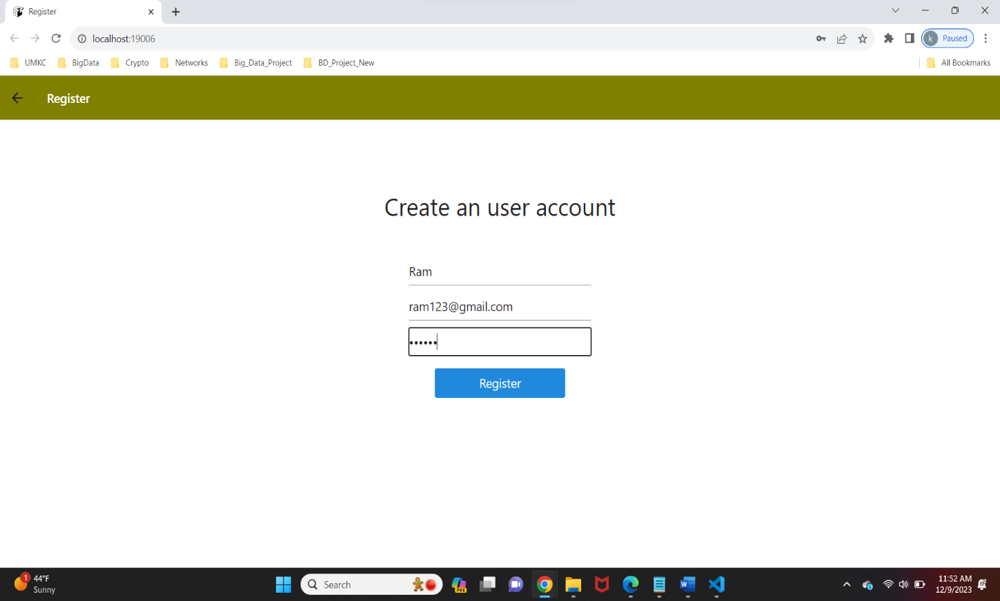 Register
localhost:19006
Paused
UMKC BigData Crypto Networks Big_Data_Project BD_Project_New All Bookmarks
Register
Create an user account
Ram
ram123@gmail.com
••••••
Register
1 44°F
Sunny
Search
PRE
11:52 AM
12/9/2023